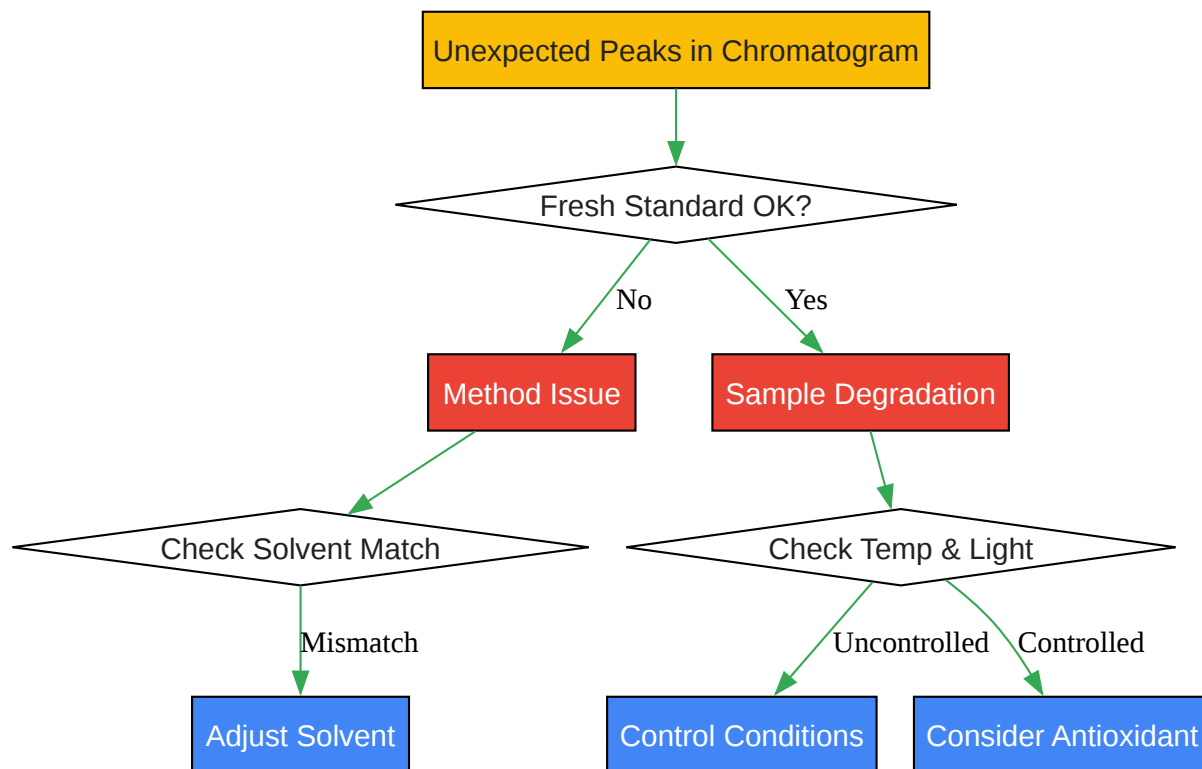 Unexpected Peaks in Chromatogram
Fresh Standard OK?
No
Yes
Method Issue
Sample Degradation
Check Solvent Match
Check Temp & Light
Mismatch
Uncontrolled
Controlled
Adjust Solvent
Control Conditions
Consider Antioxidant